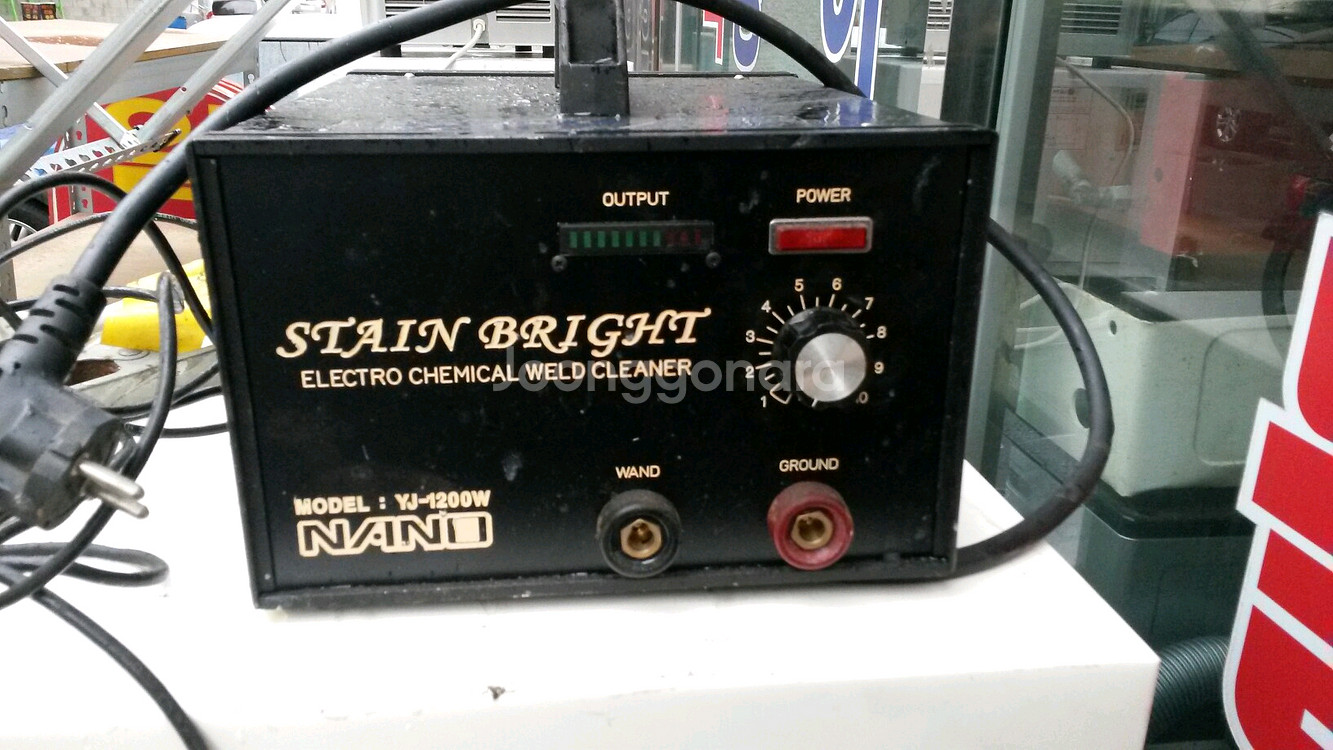 OUTPUT
POWER
1 2 3 4 5 6 7 8 9 10
STAIN BRIGHT
ELECTRO CHEMICAL WELD CLEANER
Joonggonara
WAND
GROUND
MODEL : YJ-1200W
NANO